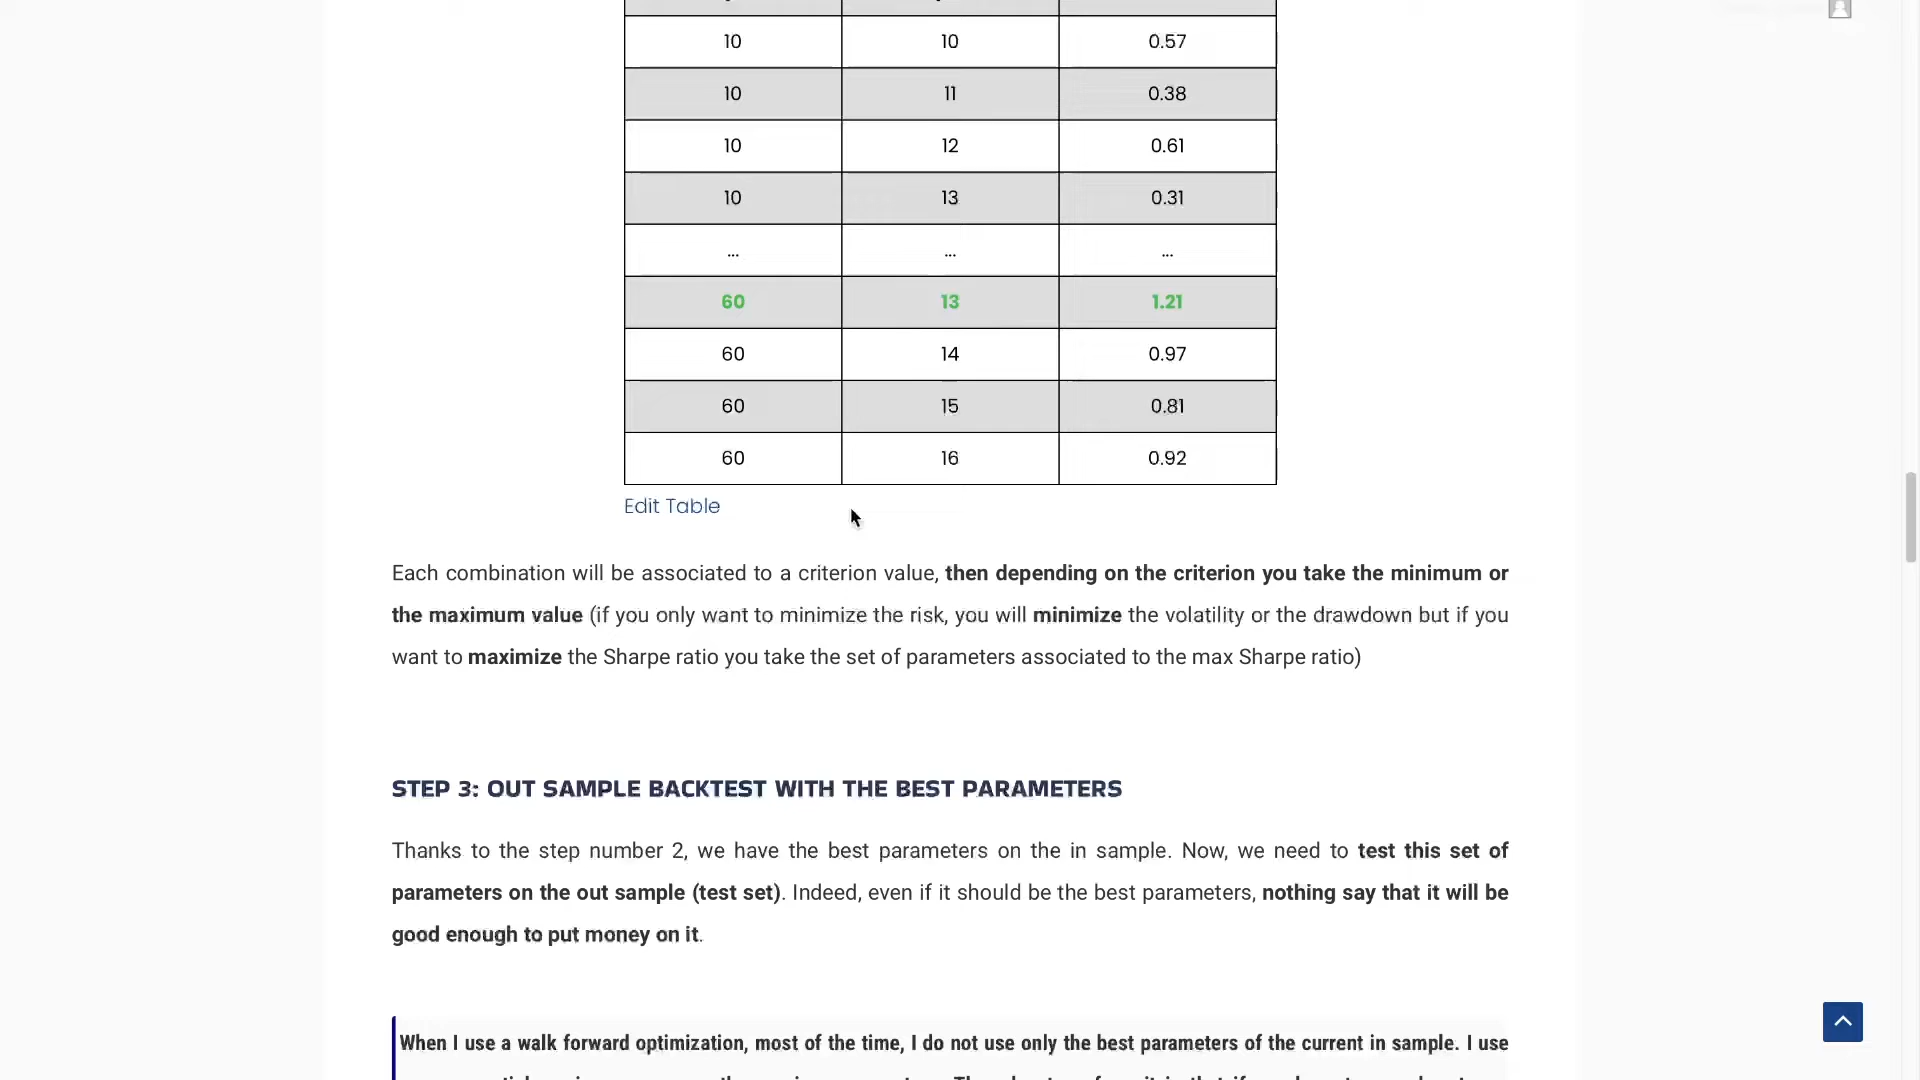 10 10 0.57
10 11 0.38
10 12 0.61
10 13 0.31
... ... ...
60 13 1.21
60 14 0.97
60 15 0.81
60 16 0.92
Edit Table
Each combination will be associated to a criterion value, then depending on the criterion you take the minimum or
the maximum value (if you only want to minimize the risk, you will minimize the volatility or the drawdown but if you
want to maximize the Sharpe ratio you take the set of parameters associated to the max Sharpe ratio)
STEP 3: OUT SAMPLE BACKTEST WITH THE BEST PARAMETERS
Thanks to the step number 2, we have the best parameters on the in sample. Now, we need to test this set of
parameters on the out sample (test set). Indeed, even if it should be the best parameters, nothing say that it will be
good enough to put money on it.
When I use a walk forward optimization, most of the time, I do not use only the best parameters of the current in sample. I use